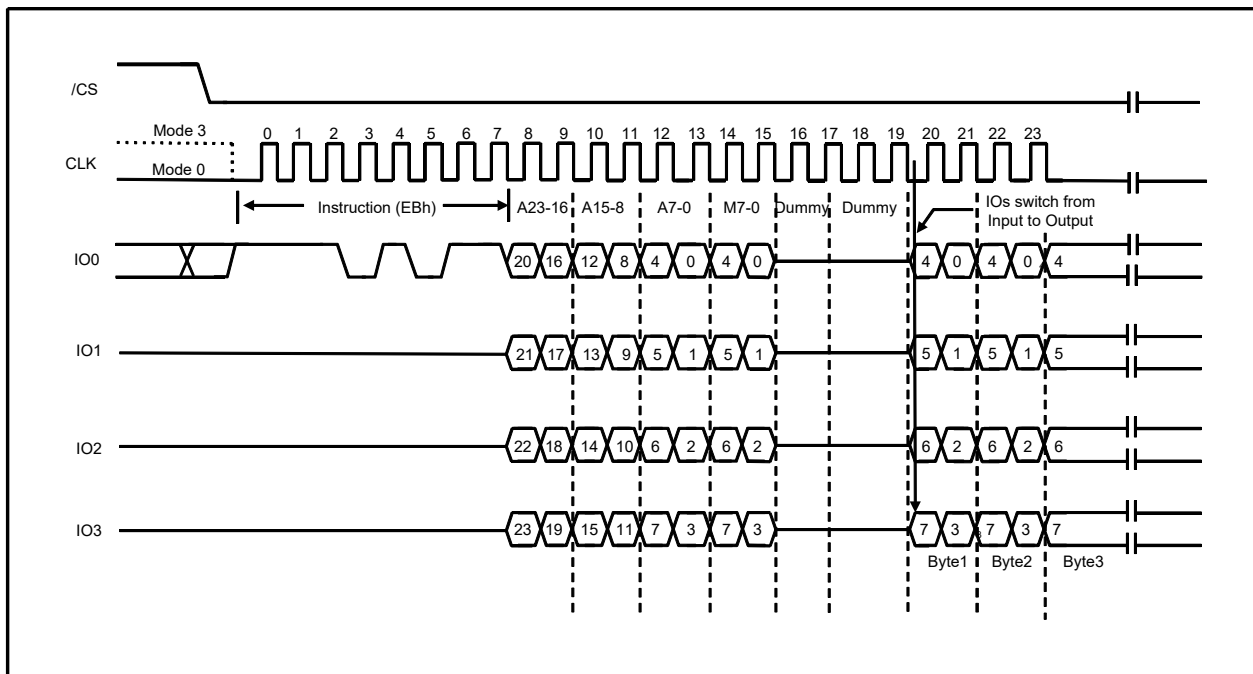 /CS
Mode 3
0 1 2 3 4 5 6 7 8 9 10 11 12 13 14 15 16 17 18 19 20 21 22 23
CLK
Mode 0
Instruction (EBh) A23-16 A15-8 A7-0 M7-0 Dummy Dummy
IOs switch from
Input to Output
IO0 20 16 12 8 4 0 4 0 4 0 4 0 4
IO1 21 17 13 9 5 1 5 1 5 1 5 1 5
IO2 22 18 14 10 6 2 6 2 6 2 6 2 6
IO3 23 19 15 11 7 3 7 3 7 3 7 3 7
Byte1 Byte2 Byte3